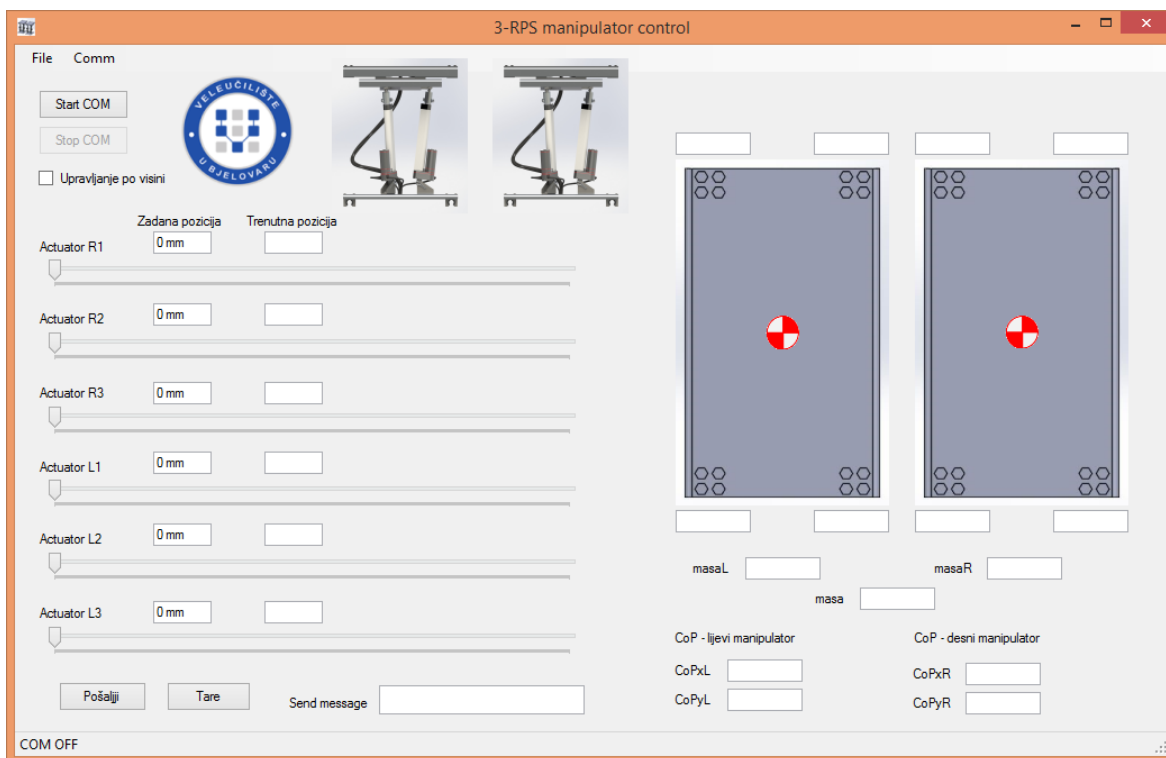 3-RPS manipulator control
File Comm
Start COM
Stop COM
VELEUČILIŠTE
U BJELOVARU
Upravljanje po visini
Zadana pozicija Trenutna pozicija
Actuator R1 0 mm
Actuator R2 0 mm
Actuator R3 0 mm
Actuator L1 0 mm
Actuator L2 0 mm
Actuator L3 0 mm
Pošaljji Tare Send message
masaL masaR
masa
CoP - lijevi manipulator CoP - desni manipulator
CoPxL CoPxR
CoPyL CoPyR
COM OFF